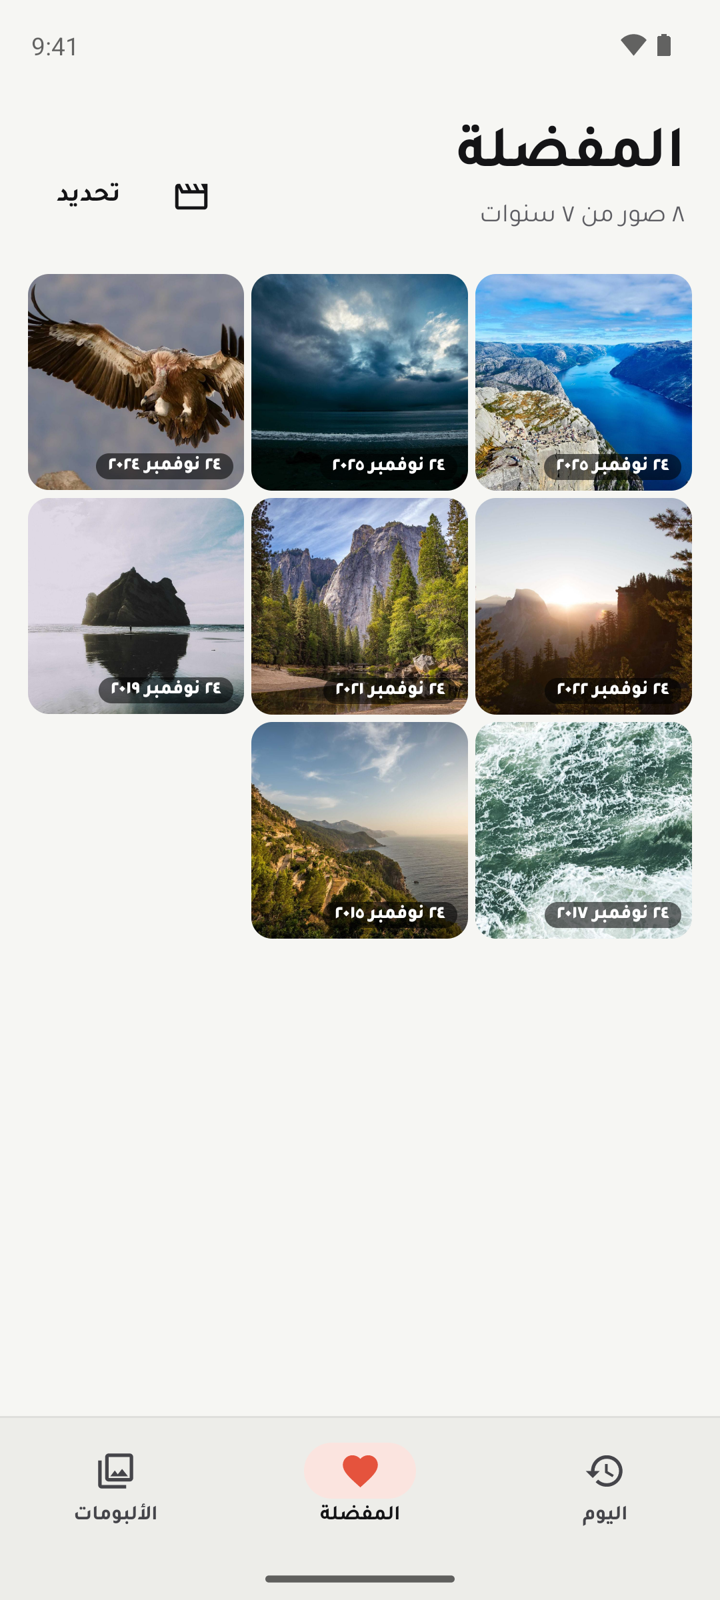 9:41
المفضلة
٨ صور من ٧ سنوات
تحديد
٢٤ نوفمبر ٢٠٢٥
٢٤ نوفمبر ٢٠٢٥
٢٤ نوفمبر ٢٠٢٤
٢٤ نوفمبر ٢٠٢٢
٢٤ نوفمبر ٢٠٢١
٢٤ نوفمبر ٢٠١٩
٢٤ نوفمبر ٢٠١٧
٢٤ نوفمبر ٢٠١٥
اليوم
المفضلة
الألبومات